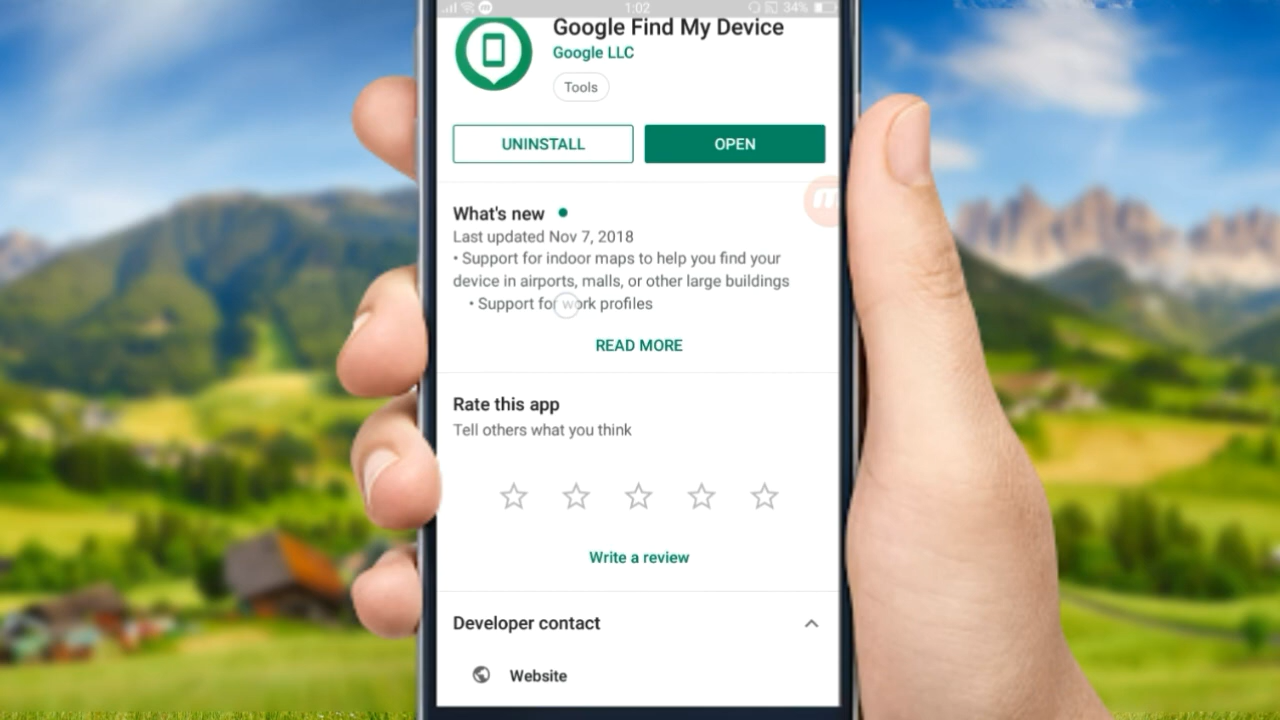 1:02
34%
Google Find My Device
Google LLC
Tools
UNINSTALL
OPEN
What's new
Last updated Nov 7, 2018
• Support for indoor maps to help you find your
device in airports, malls, or other large buildings
• Support for work profiles
READ MORE
Rate this app
Tell others what you think
Write a review
Developer contact
Website